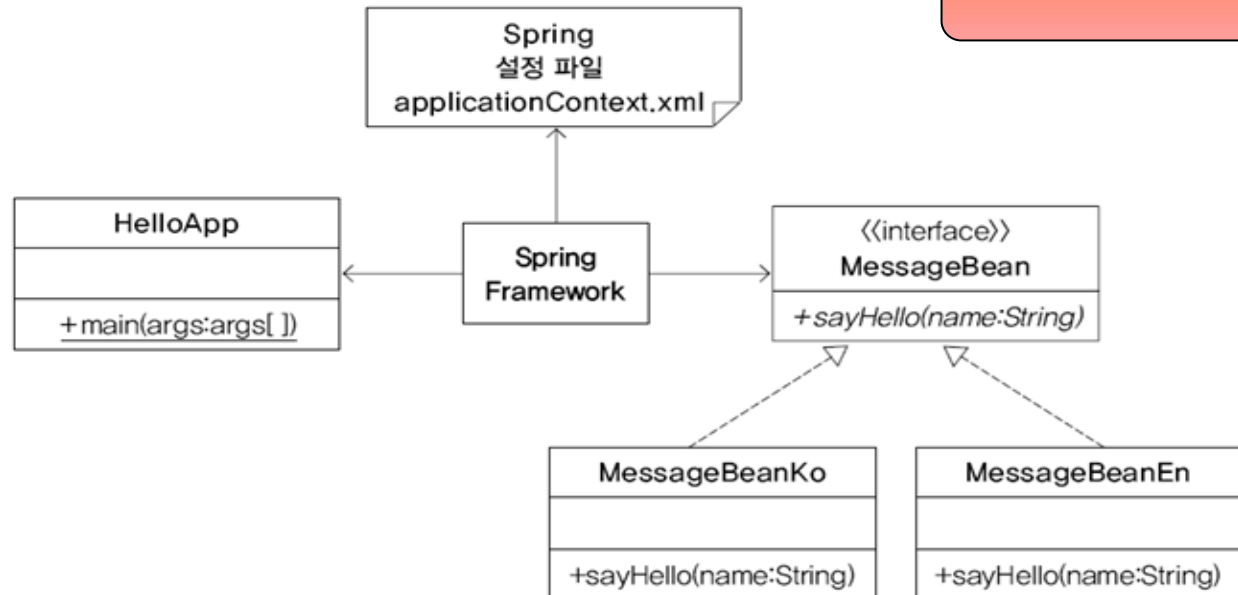 Spring
설정 파일
applicationContext.xml
HelloApp
+main(args:args[ ])
Spring
Framework
<<interface>>
MessageBean
+sayHello(name:String)
MessageBeanKo
+sayHello(name:String)
MessageBeanEn
+sayHello(name:String)